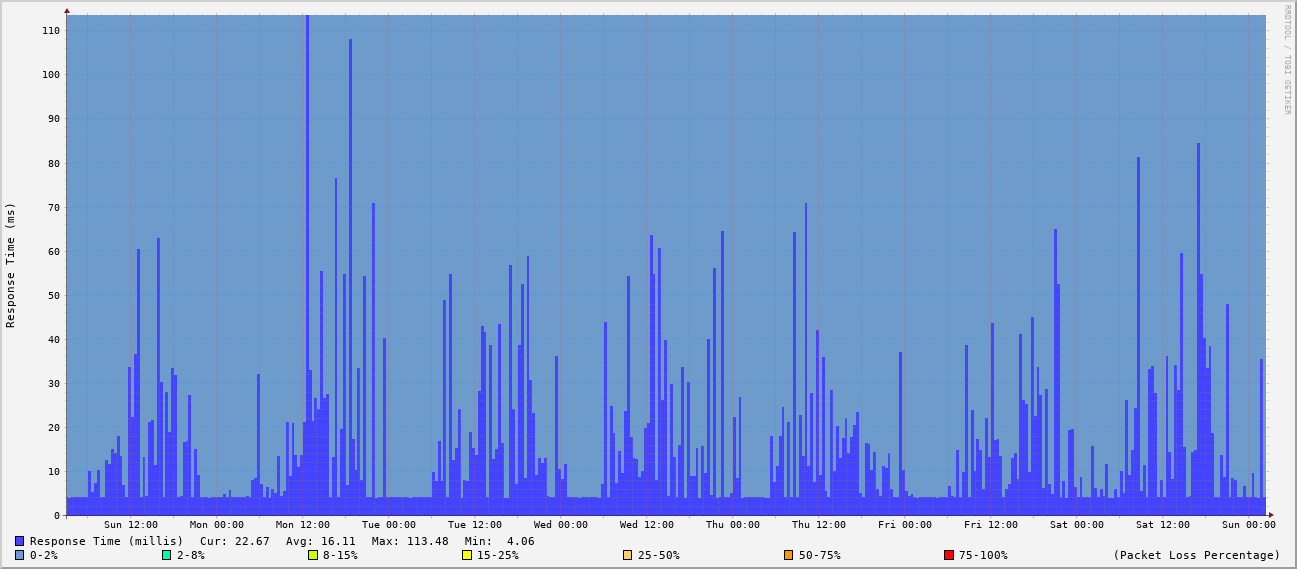 RRDTOOL / TOBI OETIKER
Response Time (ms)
110
100
90
80
70
60
50
40
30
20
10
0
Sun 12:00 Mon 00:00 Mon 12:00 Tue 00:00 Tue 12:00 Wed 00:00 Wed 12:00 Thu 00:00 Thu 12:00 Fri 00:00 Fri 12:00 Sat 00:00 Sat 12:00 Sun 00:00
Response Time (millis) Cur: 22.67 Avg: 16.11 Max: 113.48 Min: 4.06
0-2% 2-8% 8-15% 15-25% 25-50% 50-75% 75-100% (Packet Loss Percentage)